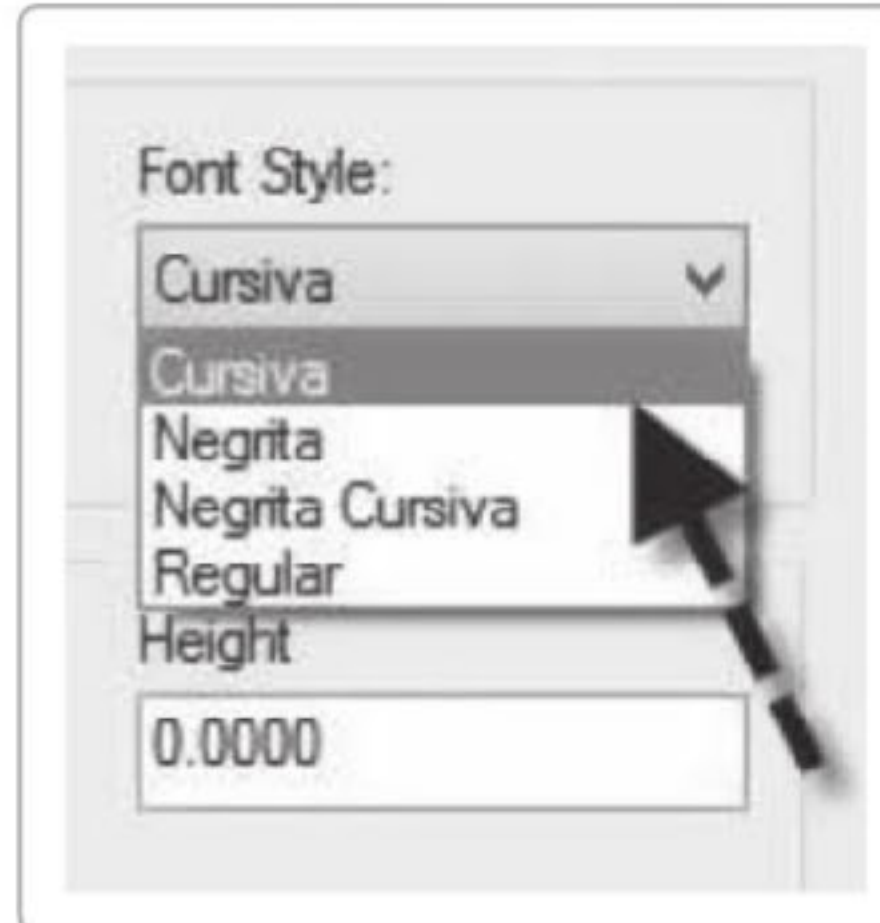 Font Style:
Cursiva
Cursiva
Negrita
Negrita Cursiva
Regular
Height
0.0000